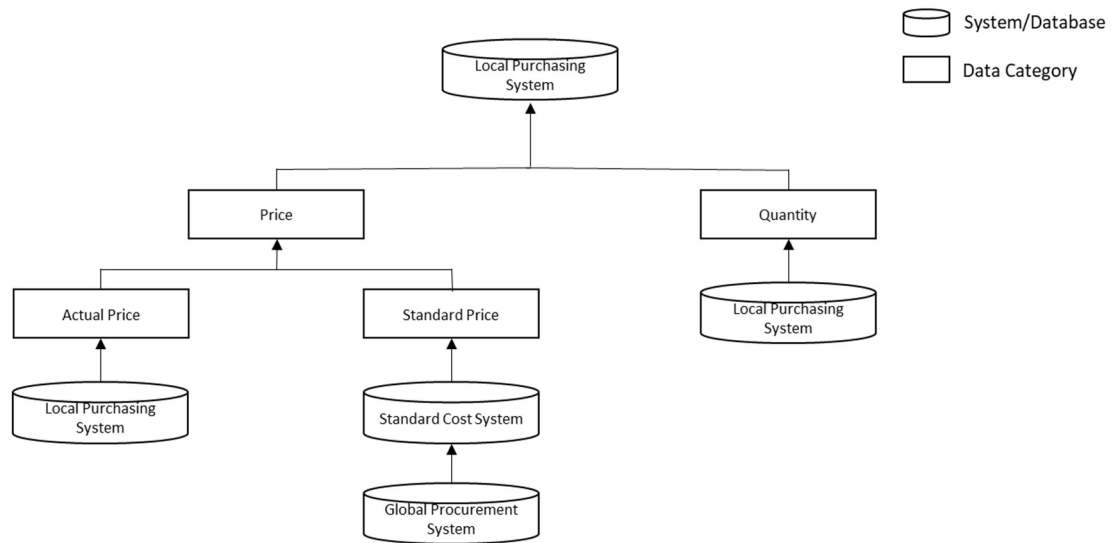 System/Database
Local Purchasing
System
Data Category
Price
Quantity
Actual Price
Standard Price
Local Purchasing
System
Local Purchasing
System
Standard Cost System
Global Procurement
System